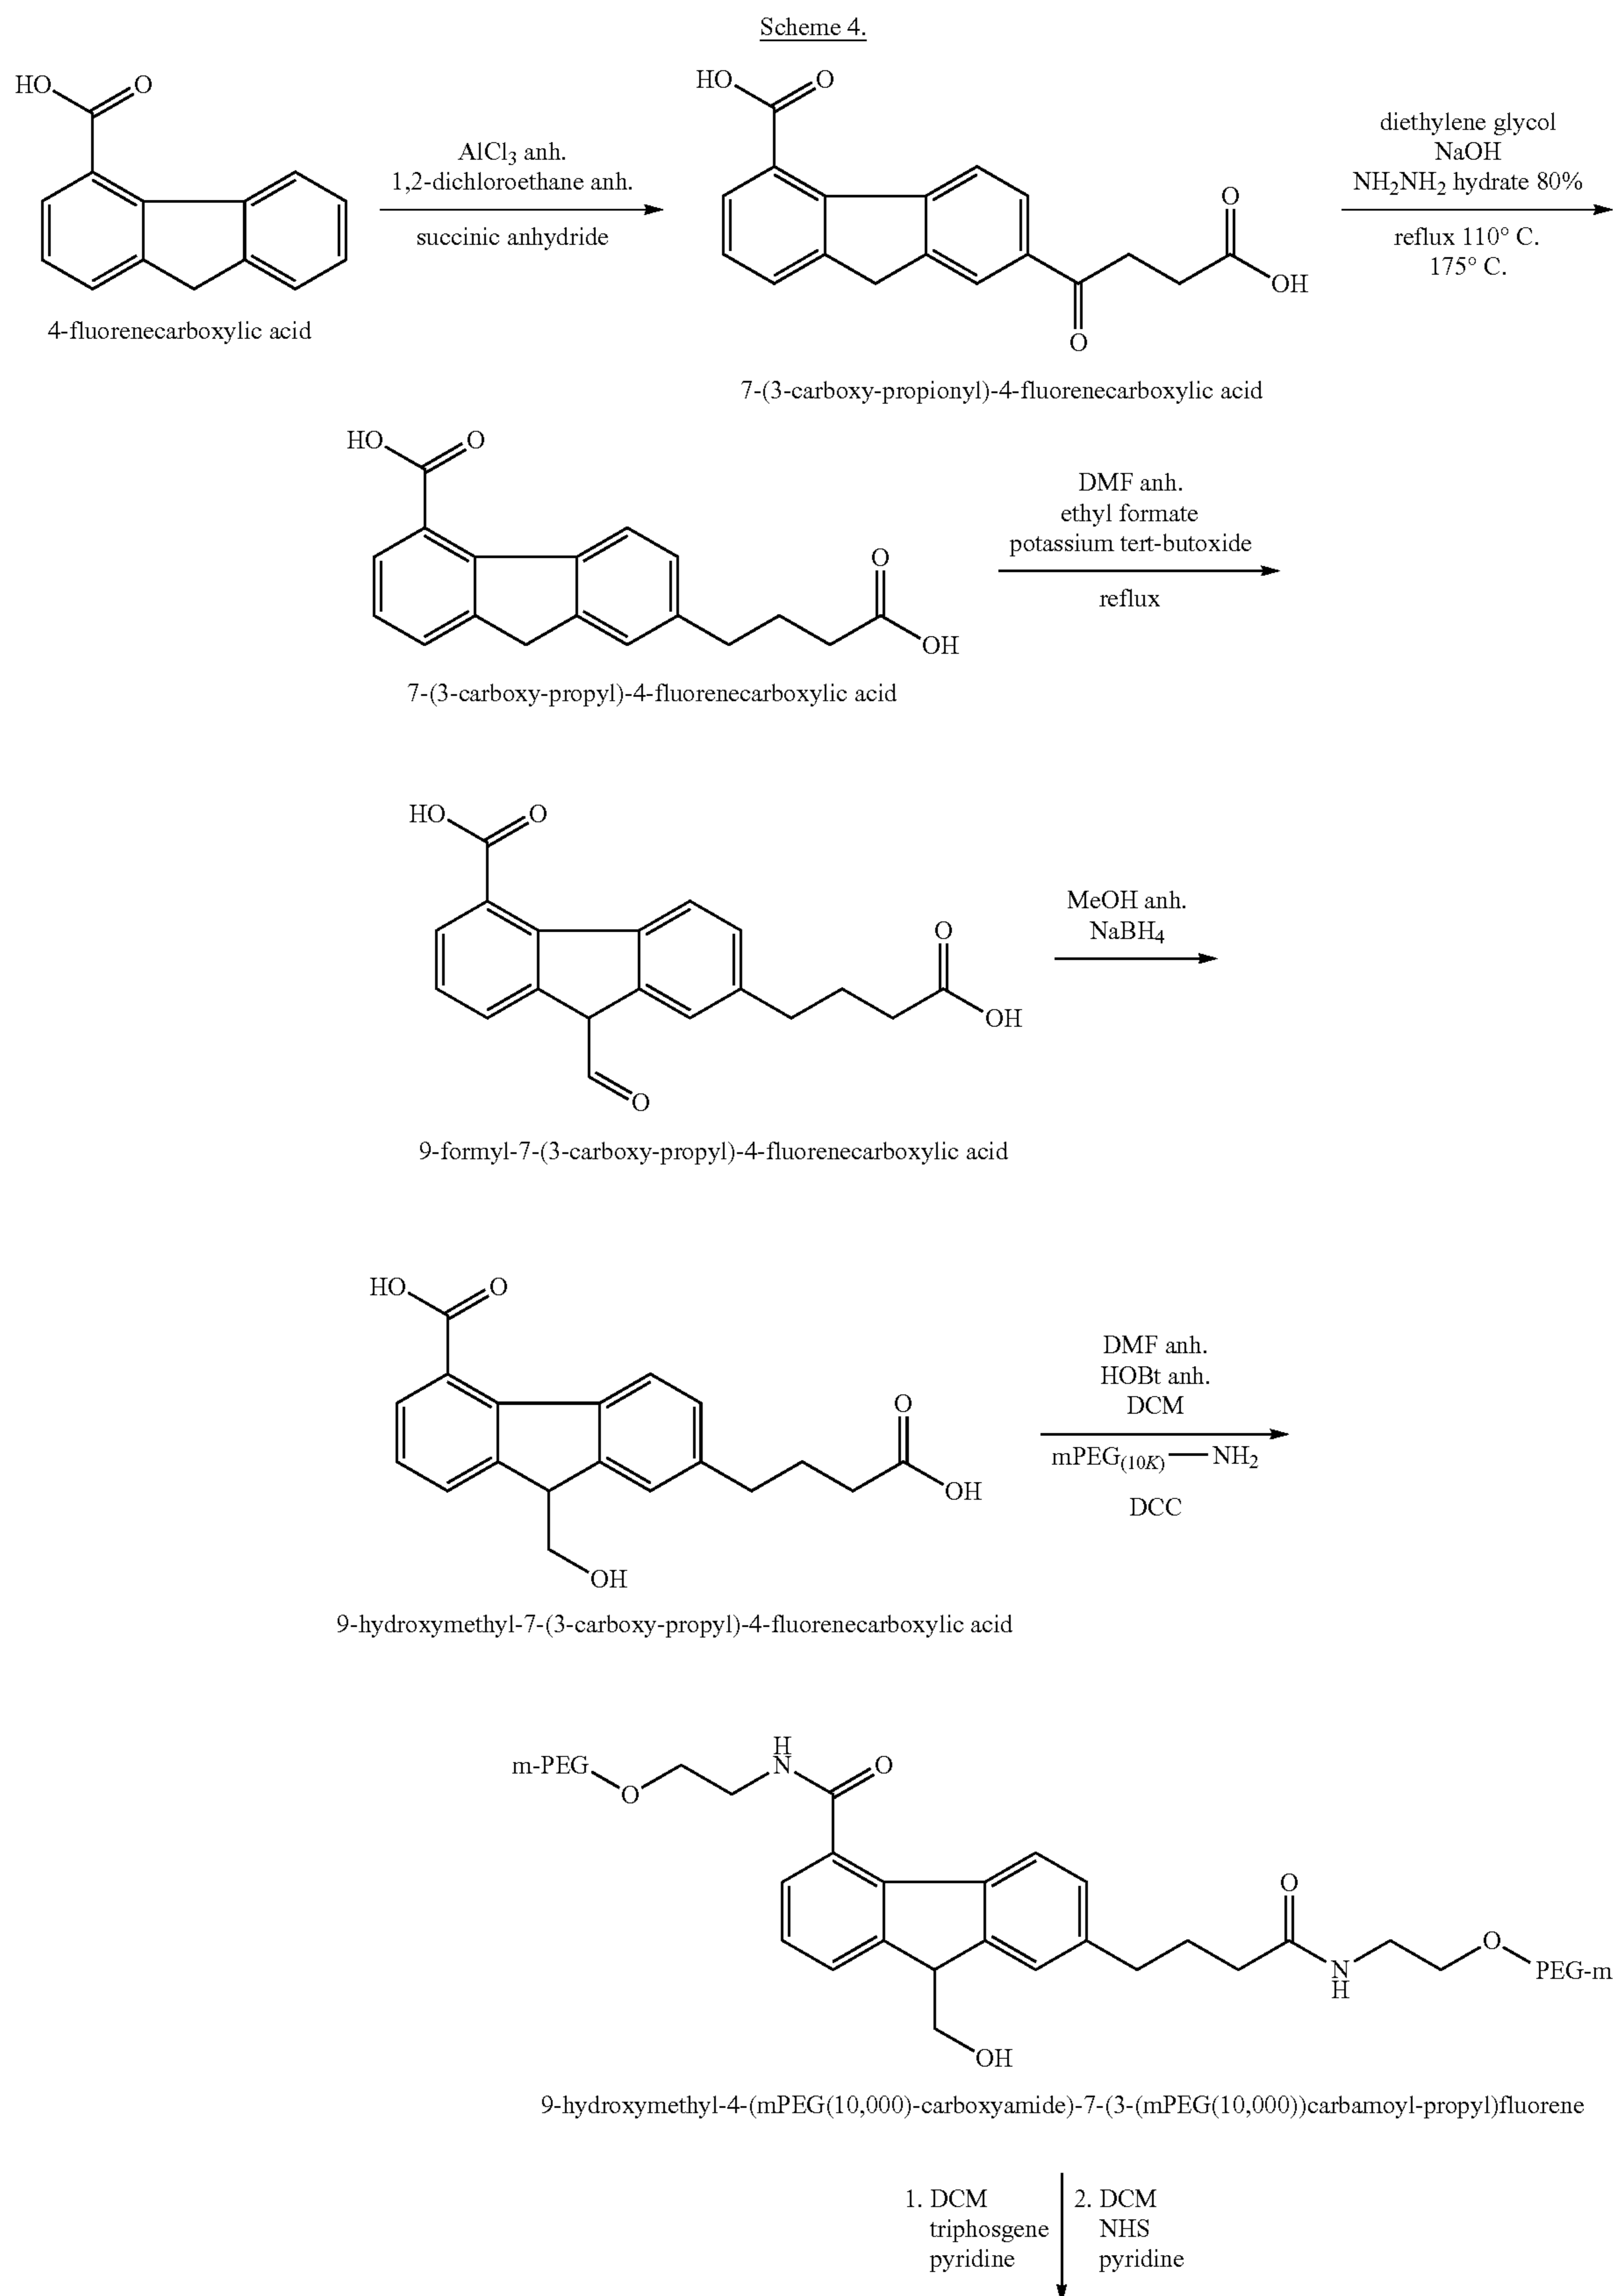 Scheme 4.
HO
O
AlCl3 anh.
1,2-dichloroethane anh.
succinic anhydride
4-fluorenecarboxylic acid
HO
O
O
OH
O
7-(3-carboxy-propionyl)-4-fluorenecarboxylic acid
diethylene glycol
NaOH
NH2NH2 hydrate 80%
reflux 110° C.
175° C.
HO
O
O
OH
7-(3-carboxy-propyl)-4-fluorenecarboxylic acid
DMF anh.
ethyl formate
potassium tert-butoxide
reflux
HO
O
O
OH
O
9-formyl-7-(3-carboxy-propyl)-4-fluorenecarboxylic acid
MeOH anh.
NaBH4
HO
O
O
OH
OH
9-hydroxymethyl-7-(3-carboxy-propyl)-4-fluorenecarboxylic acid
DMF anh.
HOBt anh.
DCM
mPEG(10K)—NH2
DCC
m-PEG
O
H
N
O
O
N
H
O
PEG-m
OH
9-hydroxymethyl-4-(mPEG(10,000)-carboxyamide)-7-(3-(mPEG(10,000))carbamoyl-propyl)fluorene
1. DCM
triphosgene
pyridine
2. DCM
NHS
pyridine